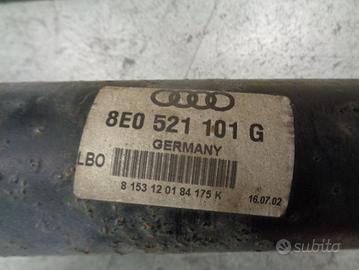 8E0 521 101 G
GERMANY
LBO
8 153 12 01 84 175 K
16.07.02
subito